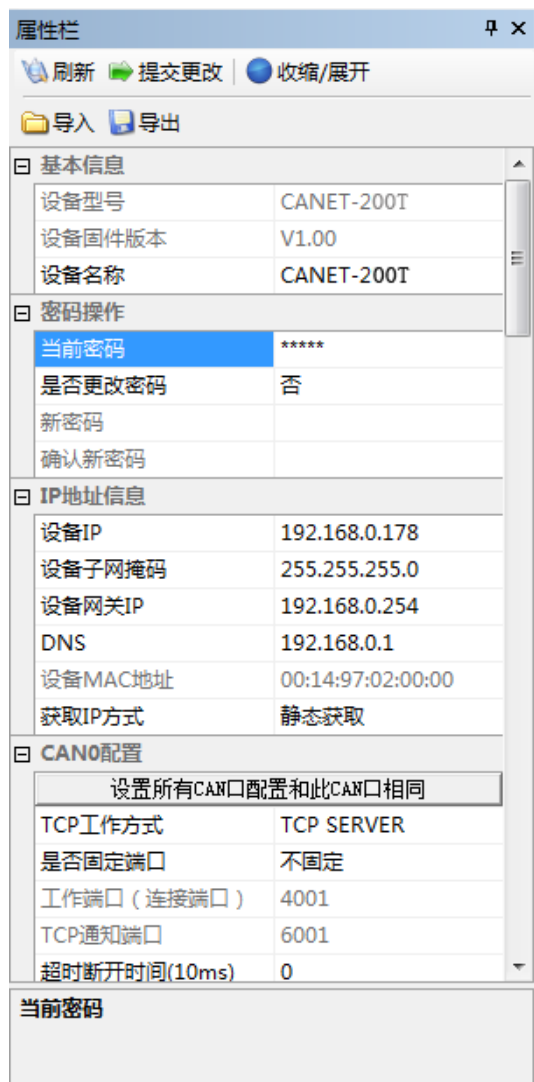 属性栏
刷新 提交更改 收缩/展开
导入 导出
基本信息
设备型号 CANET-200T
设备固件版本 V1.00
设备名称 CANET-200T
密码操作
当前密码 *****
是否更改密码 否
新密码
确认新密码
IP地址信息
设备IP 192.168.0.178
设备子网掩码 255.255.255.0
设备网关IP 192.168.0.254
DNS 192.168.0.1
设备MAC地址 00:14:97:02:00:00
获取IP方式 静态获取
CAN0配置
设置所有CAN口配置和此CAN口相同
TCP工作方式 TCP SERVER
是否固定端口 不固定
工作端口（连接端口） 4001
TCP通知端口 6001
超时断开时间(10ms) 0
当前密码